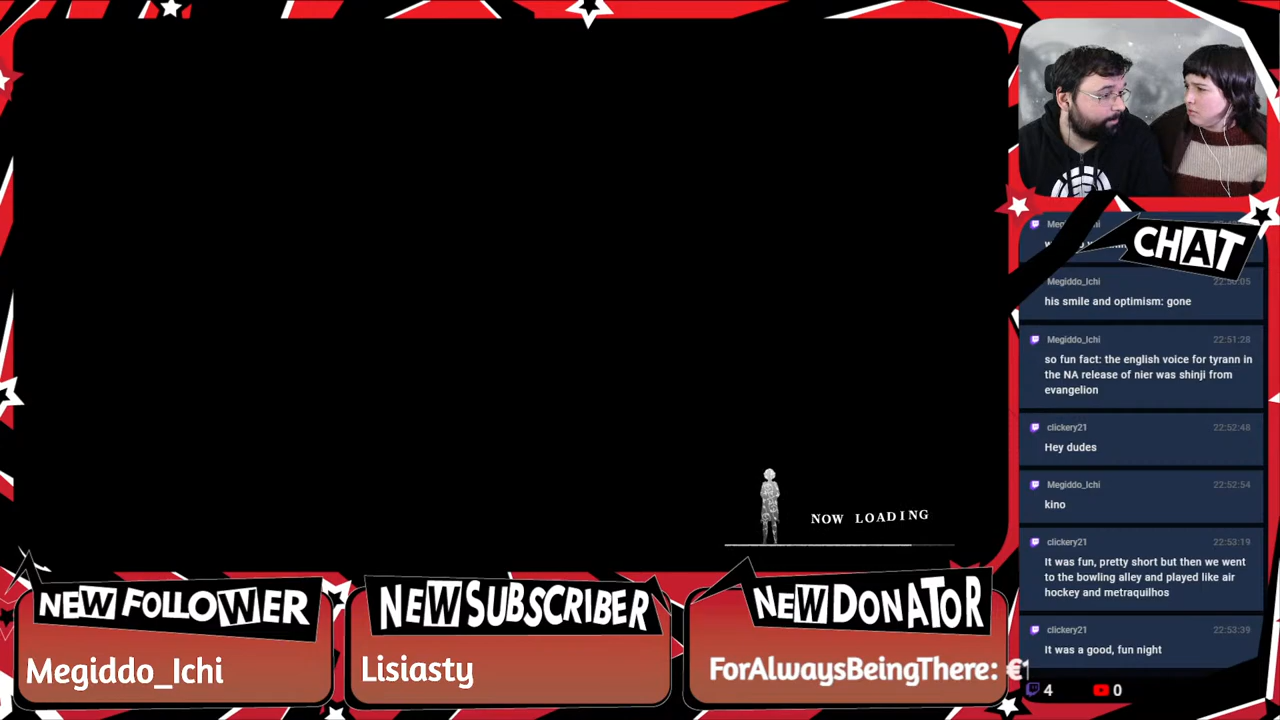 CHAT
Megiddo_Ichi 22:50:05
his smile and optimism: gone
Megiddo_Ichi 22:51:28
so fun fact: the english voice for tyrann in
the NA release of nier was shinji from
evangelion
clickery21 22:52:48
Hey dudes
Megiddo_Ichi 22:52:54
kino
clickery21 22:53:19
It was fun, pretty short but then we went
to the bowling alley and played like air
hockey and metraquilhos
clickery21 22:53:39
It was a good, fun night
4 0
NOW LOADING
NEW FOLLOWER
Megiddo_Ichi
NEW SUBSCRIBER
Lisiasty
NEW DONATOR
ForAlwaysBeingThere: €1